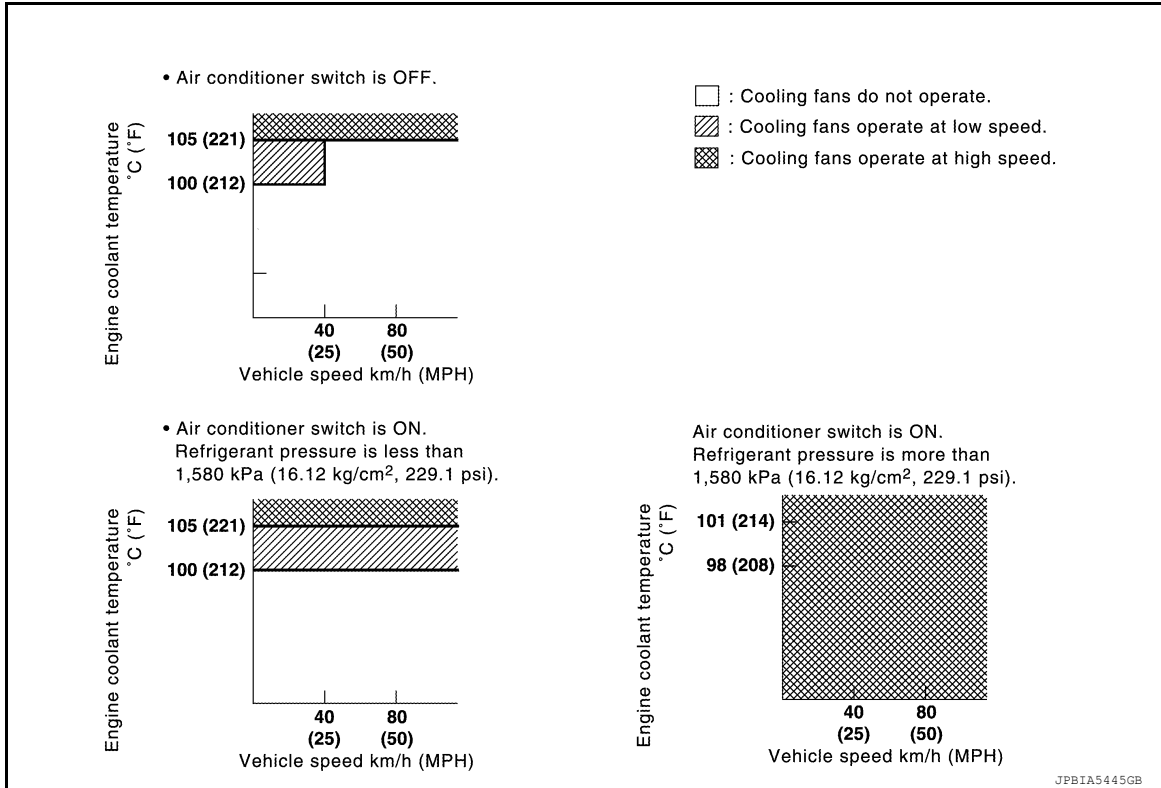 • Air conditioner switch is OFF.
Engine coolant temperature
˚C (˚F)
105 (221)
100 (212)
40
(25)
80
(50)
Vehicle speed km/h (MPH)
: Cooling fans do not operate.
: Cooling fans operate at low speed.
: Cooling fans operate at high speed.
• Air conditioner switch is ON.
Refrigerant pressure is less than
1,580 kPa (16.12 kg/cm², 229.1 psi).
Engine coolant temperature
˚C (˚F)
105 (221)
100 (212)
40
(25)
80
(50)
Vehicle speed km/h (MPH)
Air conditioner switch is ON.
Refrigerant pressure is more than
1,580 kPa (16.12 kg/cm², 229.1 psi).
Engine coolant temperature
˚C (˚F)
101 (214)
98 (208)
40
(25)
80
(50)
Vehicle speed km/h (MPH)
JPBIA5445GB